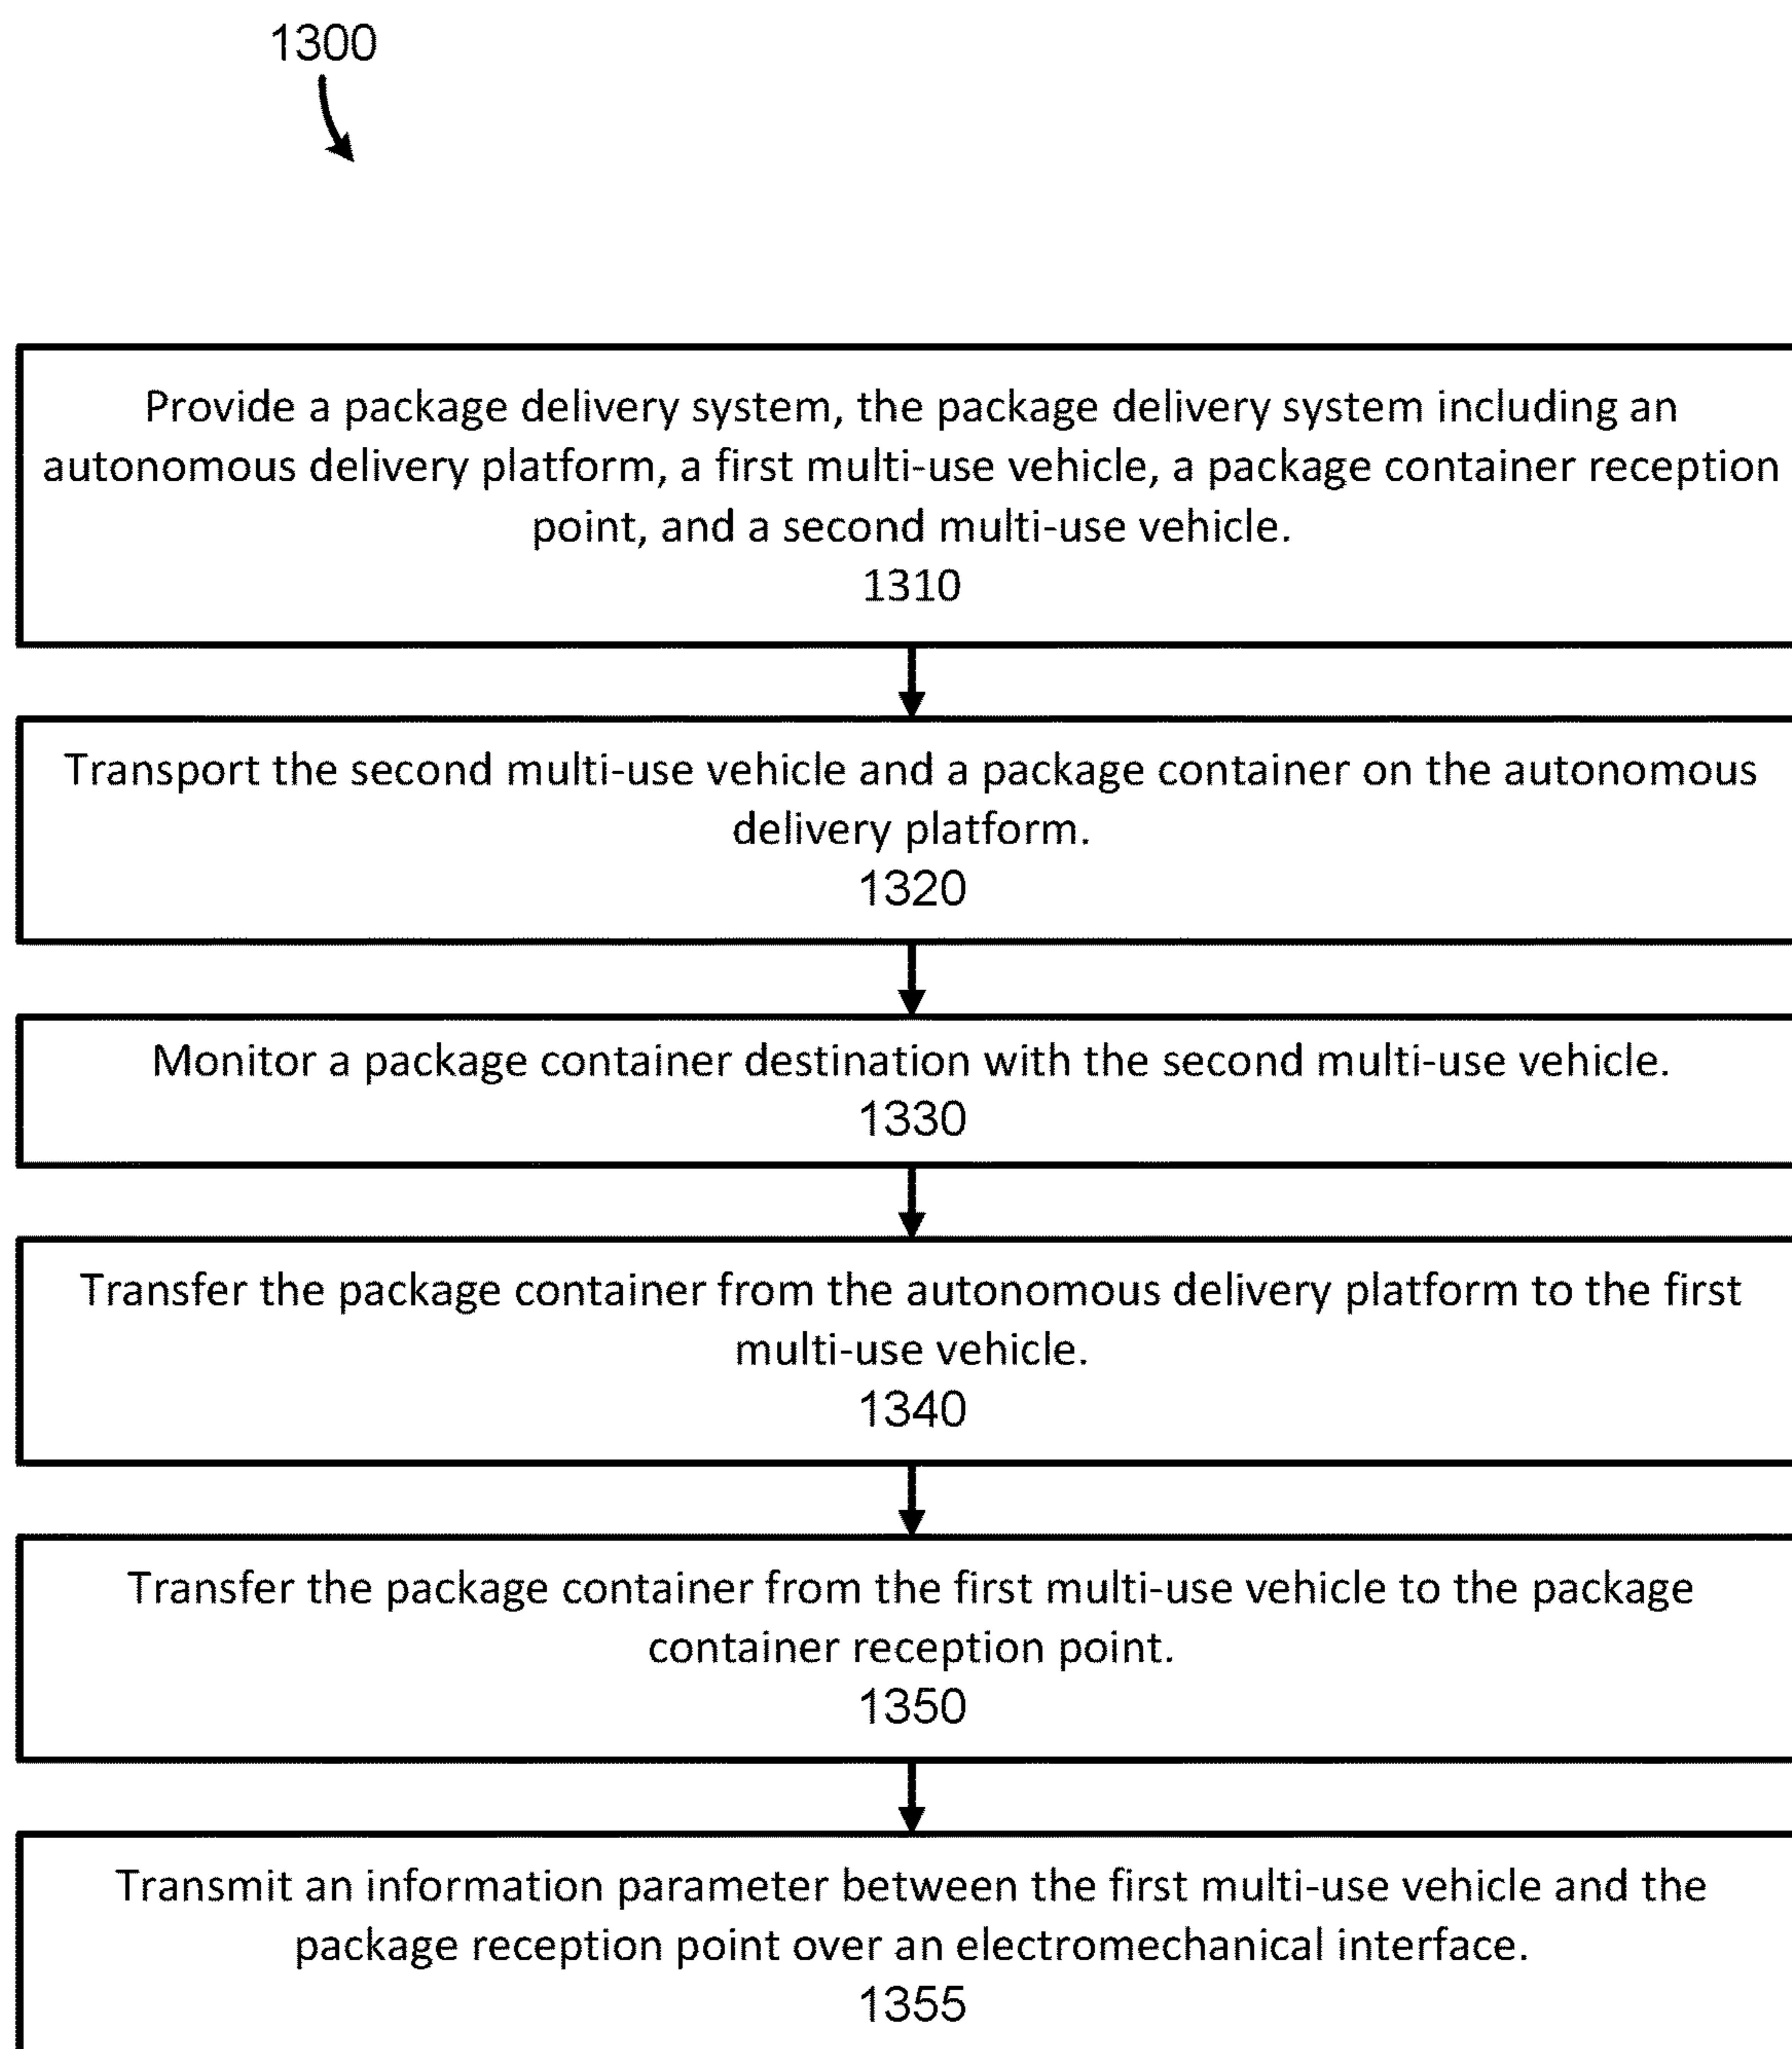 1300
Provide a package delivery system, the package delivery system including an
autonomous delivery platform, a first multi-use vehicle, a package container reception
point, and a second multi-use vehicle.
1310
Transport the second multi-use vehicle and a package container on the autonomous
delivery platform.
1320
Monitor a package container destination with the second multi-use vehicle.
1330
Transfer the package container from the autonomous delivery platform to the first
multi-use vehicle.
1340
Transfer the package container from the first multi-use vehicle to the package
container reception point.
1350
Transmit an information parameter between the first multi-use vehicle and the
package reception point over an electromechanical interface.
1355